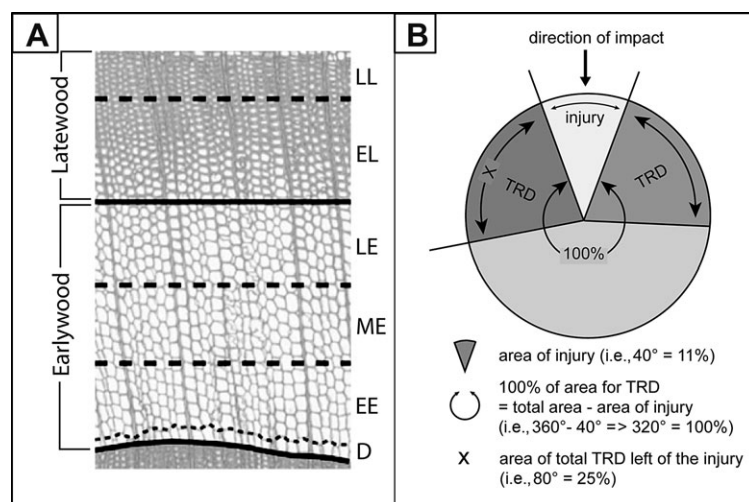 A
Latewood
Earlywood
LL
EL
LE
ME
EE
D
B
direction of impact
injury
X
TRD
TRD
100%
area of injury (i.e., 40° = 11%)
100% of area for TRD
= total area - area of injury
(i.e., 360°- 40° => 320° = 100%)
X area of total TRD left of the injury
(i.e., 80° = 25%)